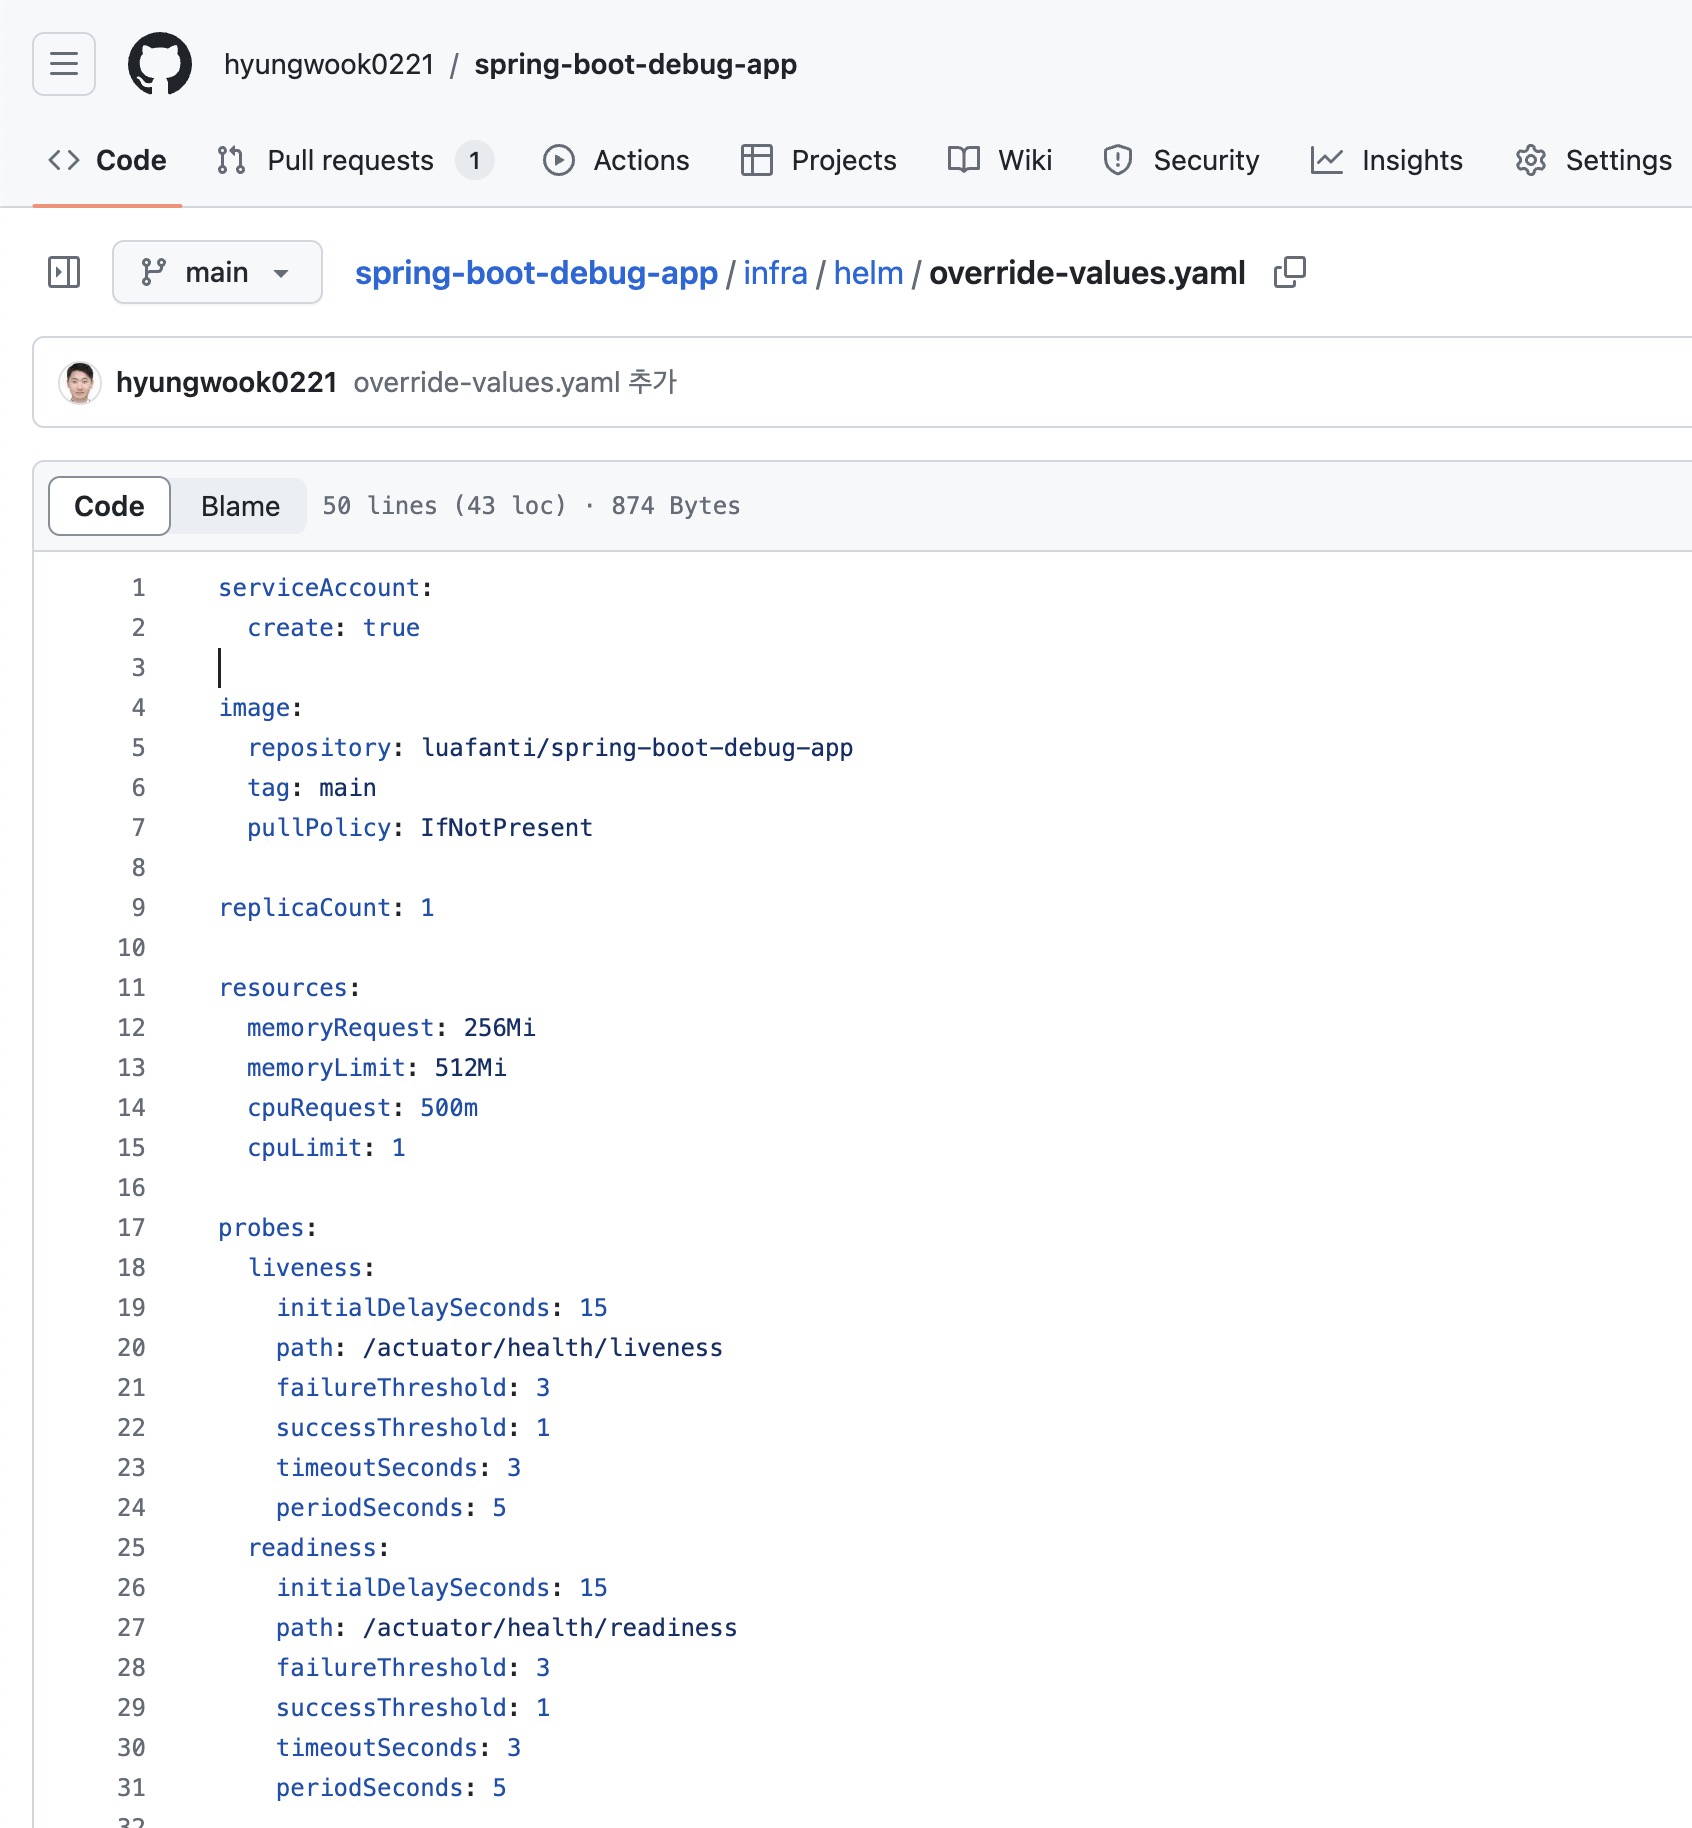 hyungwook0221 / spring-boot-debug-app
Code Pull requests 1 Actions Projects Wiki Security Insights Settings
main spring-boot-debug-app / infra / helm / override-values.yaml
hyungwook0221 override-values.yaml 추가
Code Blame 50 lines (43 loc) · 874 Bytes
1 serviceAccount:
2 create: true
3
4 image:
5 repository: luafanti/spring-boot-debug-app
6 tag: main
7 pullPolicy: IfNotPresent
8
9 replicaCount: 1
10
11 resources:
12 memoryRequest: 256Mi
13 memoryLimit: 512Mi
14 cpuRequest: 500m
15 cpuLimit: 1
16
17 probes:
18 liveness:
19 initialDelaySeconds: 15
20 path: /actuator/health/liveness
21 failureThreshold: 3
22 successThreshold: 1
23 timeoutSeconds: 3
24 periodSeconds: 5
25 readiness:
26 initialDelaySeconds: 15
27 path: /actuator/health/readiness
28 failureThreshold: 3
29 successThreshold: 1
30 timeoutSeconds: 3
31 periodSeconds: 5
32